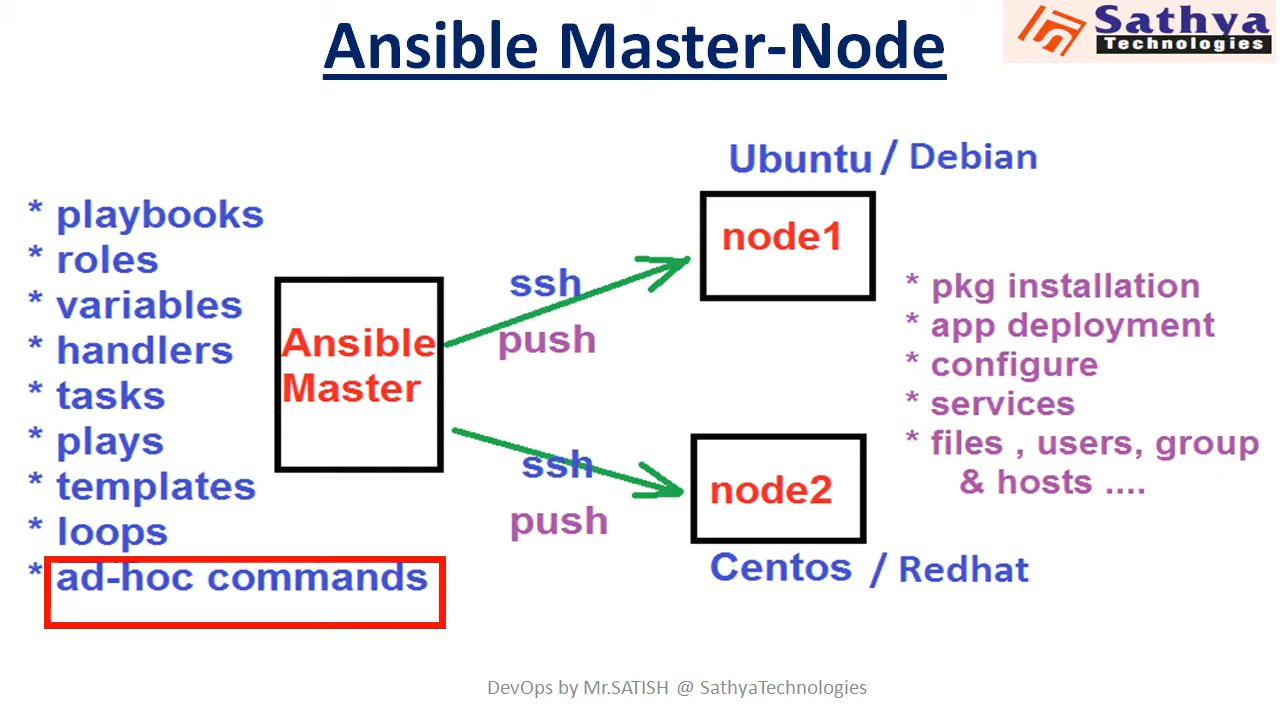 Ansible Master-Node
Sathya
Technologies
* playbooks
* roles
* variables
* handlers
* tasks
* plays
* templates
* loops
* ad-hoc commands
Ansible
Master
ssh
push
ssh
push
Ubuntu / Debian
node1
node2
Centos / Redhat
* pkg installation
* app deployment
* configure
* services
* files , users, group
& hosts ....
DevOps by Mr.SATISH @ SathyaTechnologies